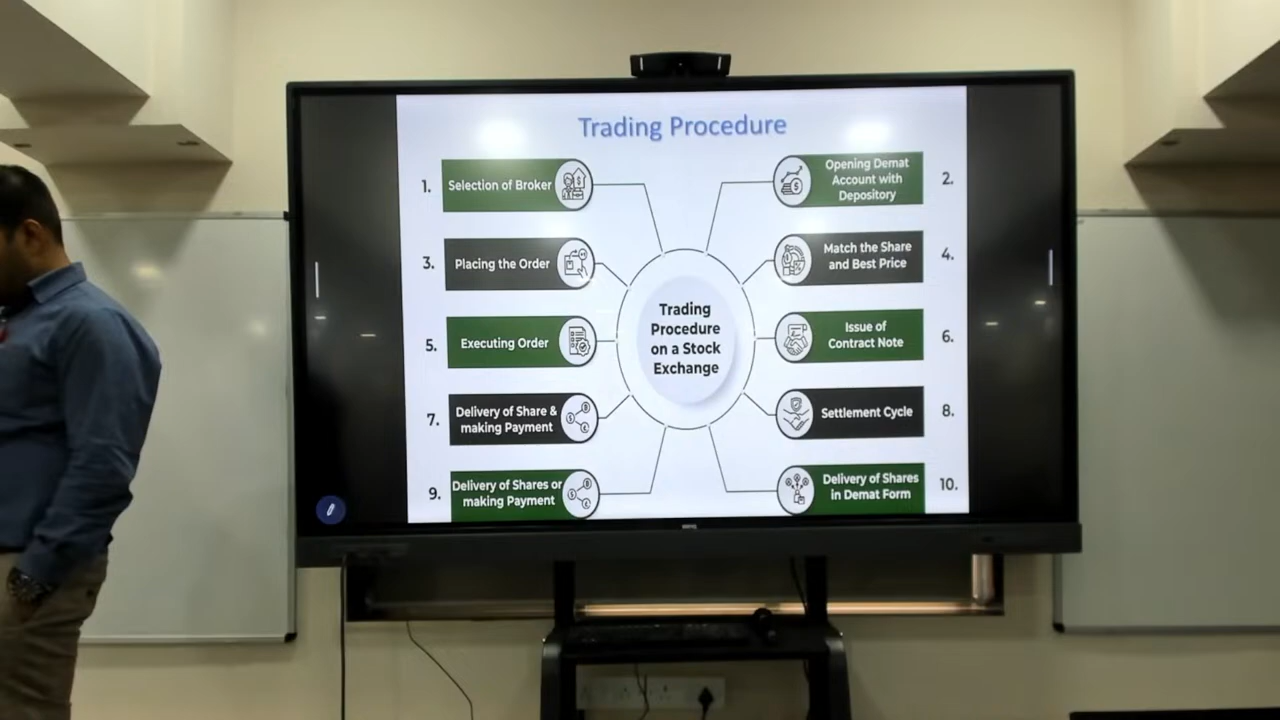 Trading Procedure
1.
Selection of Broker
2.
Opening Demat
Account with
Depository
3.
Placing the Order
4.
Match the Share
and Best Price
5.
Executing Order
6.
Issue of
Contract Note
7.
Delivery of Share &
making Payment
8.
Settlement Cycle
9.
Delivery of Shares or
making Payment
10.
Delivery of Shares
in Demat Form
Trading
Procedure
on a Stock
Exchange